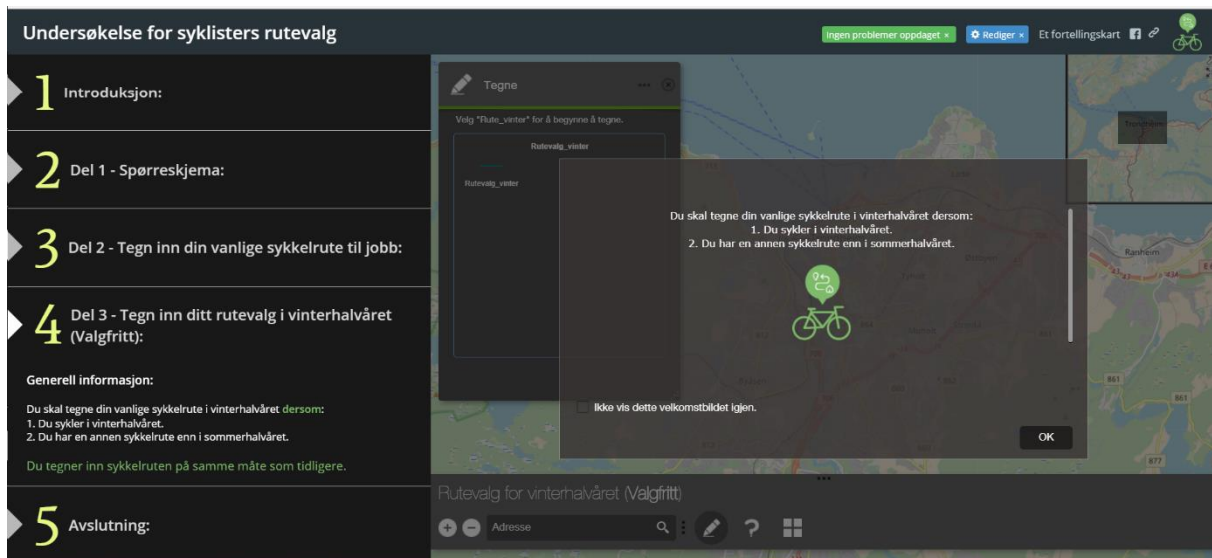 Undersøkelse for syklisters rutevalg
Ingen problemer oppdaget ×
Rediger ×
Et fortellingskart
1 Introduksjon:
2 Del 1 - Spørreskjema:
3 Del 2 - Tegn inn din vanlige sykkelrute til jobb:
4 Del 3 - Tegn inn ditt rutevalg i vinterhalvåret
(Valgfritt):
Generell informasjon:
Du skal tegne din vanlige sykkelrute i vinterhalvåret dersom:
1. Du sykler i vinterhalvåret.
2. Du har en annen sykkelrute enn i sommerhalvåret.
Du tegner inn sykkelruten på samme måte som tidligere.
5 Avslutning:
Tegne
Velg "Rute_vinter" for å begynne å tegne.
Rutevalg_vinter
Rutevalg_vinter
Du skal tegne din vanlige sykkelrute i vinterhalvåret dersom:
1. Du sykler i vinterhalvåret.
2. Du har en annen sykkelrute enn i sommerhalvåret.
Ikke vis dette velkomstbildet igjen.
OK
Trondheim
Ranheim
861
861
877
Rutevalg for vinterhalvåret (Valgfritt)
Adresse